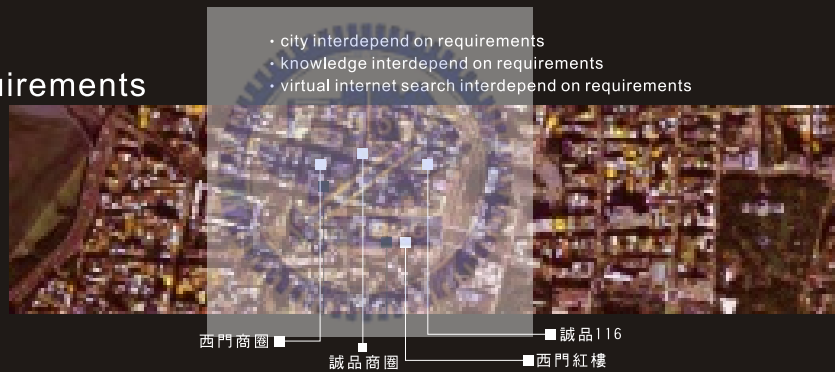 · city interdepend on requirements
· knowledge interdepend on requirements
uirements
· virtual internet search interdepend on requirements
西門商圈
誠品商圈
誠品116
西門紅樓